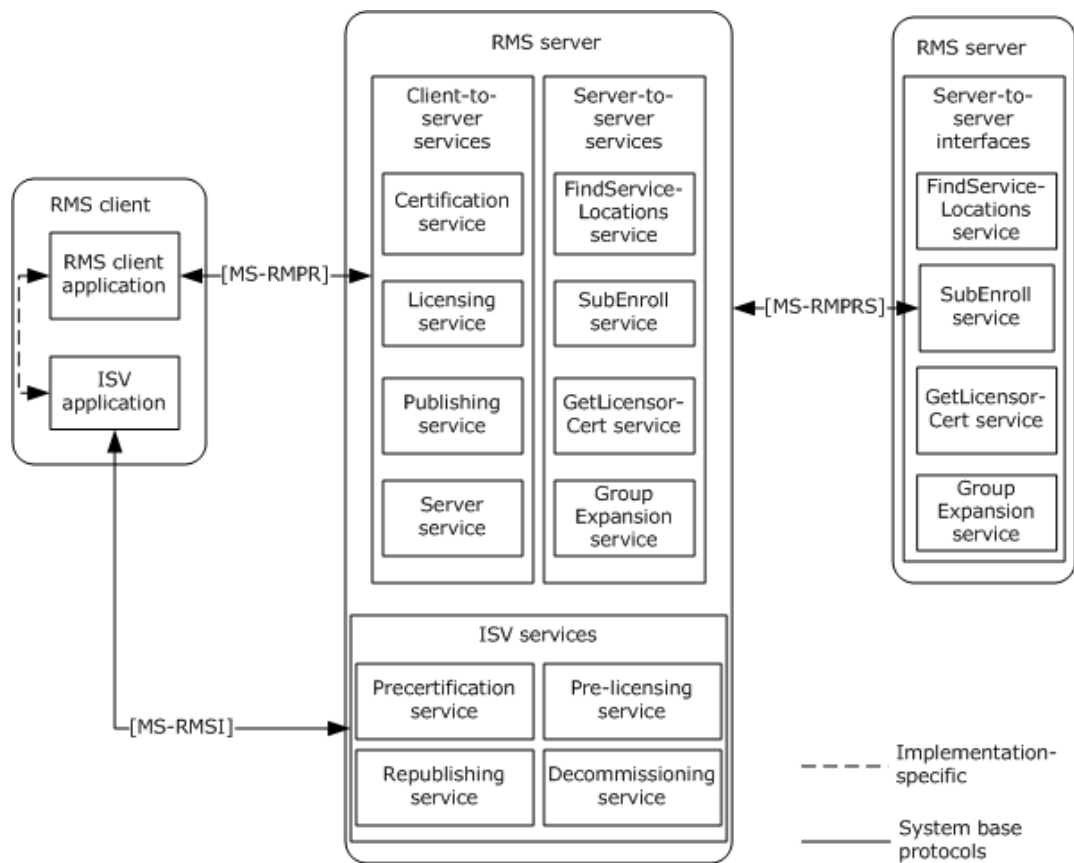 RMS client
RMS client
application
ISV
application
[MS-RMPR]
[MS-RMSI]
RMS server
Client-to-
server
services
Certification
service
Licensing
service
Publishing
service
Server
service
Server-to-
server
services
FindService-
Locations
service
SubEnroll
service
GetLicensor-
Cert service
Group
Expansion
service
ISV services
Precertification
service
Pre-licensing
service
Republishing
service
Decommissioning
service
[MS-RMPRS]
RMS server
Server-to-
server
interfaces
FindService-
Locations
service
SubEnroll
service
GetLicensor-
Cert service
Group
Expansion
service
Implementation-
specific
System base
protocols